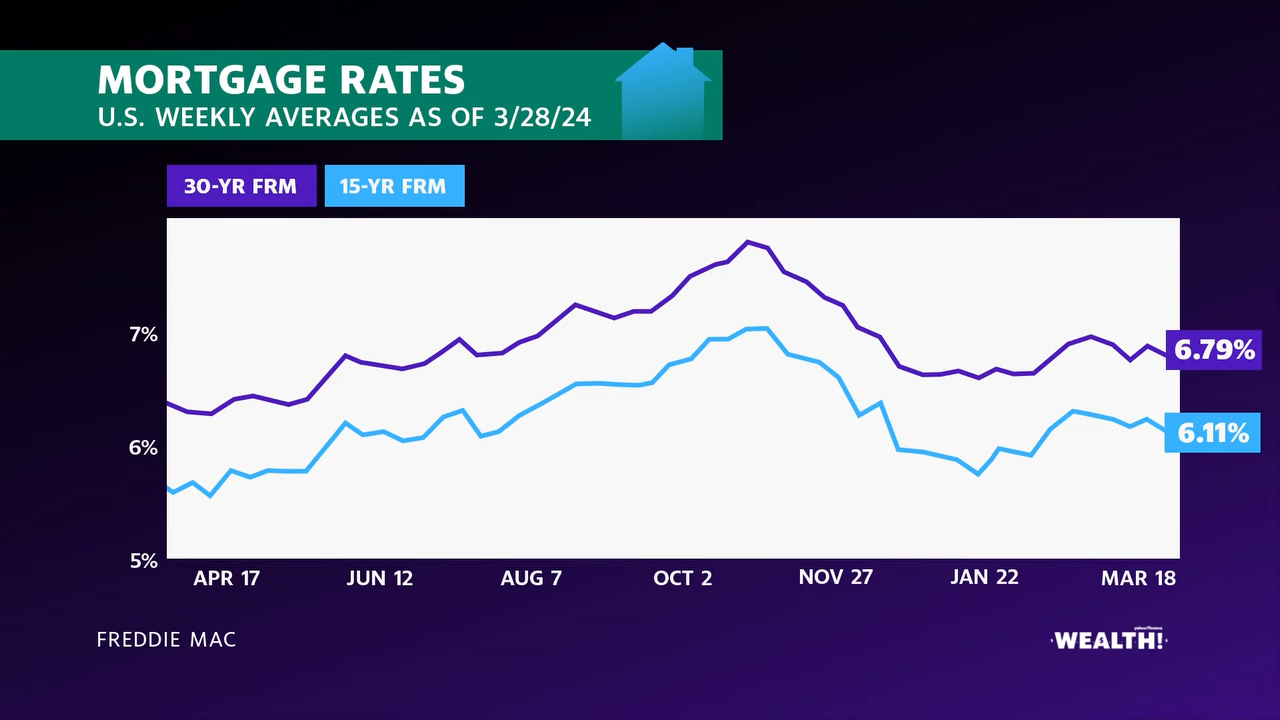 MORTGAGE RATES
U.S. WEEKLY AVERAGES AS OF 3/28/24
30-YR FRM 15-YR FRM
7%
6.79%
6%
6.11%
5%
APR 17 JUN 12 AUG 7 OCT 2 NOV 27 JAN 22 MAR 18
FREDDIE MAC
yahoo!finance
WEALTH!